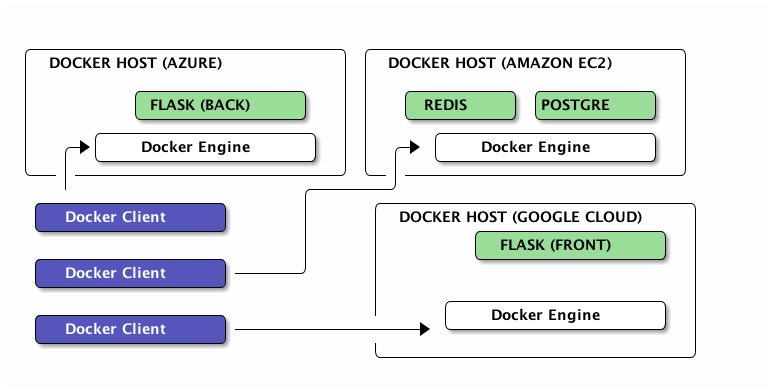 DOCKER HOST (AZURE)
FLASK (BACK)
Docker Engine
DOCKER HOST (AMAZON EC2)
REDIS
POSTGRE
Docker Engine
Docker Client
Docker Client
Docker Client
DOCKER HOST (GOOGLE CLOUD)
FLASK (FRONT)
Docker Engine